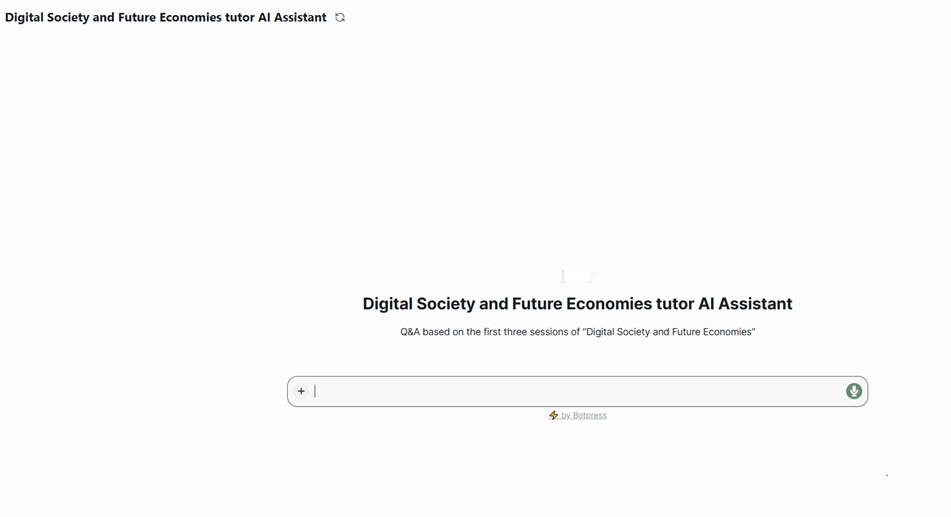 Digital Society and Future Economies tutor AI Assistant
Digital Society and Future Economies tutor AI Assistant
Q&A based on the first three sessions of “Digital Society and Future Economies”
+
⚡ by Botpress